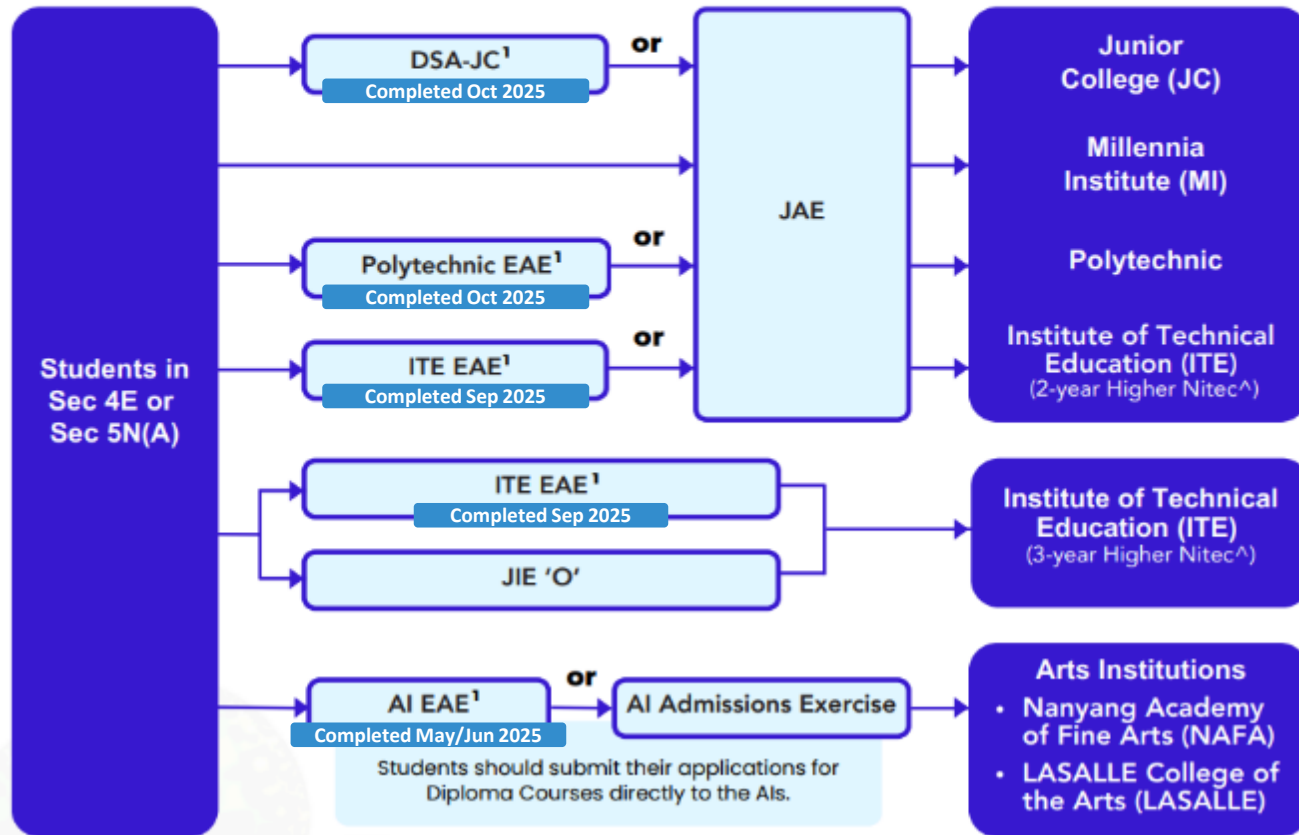 Students in
Sec 4E or
Sec 5N(A)
DSA-JC¹
Completed Oct 2025
or
Polytechnic EAE¹
Completed Oct 2025
or
ITE EAE¹
Completed Sep 2025
or
JAE
Junior
College (JC)
Millennia
Institute (MI)
Polytechnic
Institute of Technical
Education (ITE)
(2-year Higher Nitec^)
ITE EAE¹
Completed Sep 2025
JIE ‘O’
Institute of Technical
Education (ITE)
(3-year Higher Nitec^)
AI EAE¹
Completed May/Jun 2025
or
AI Admissions Exercise
Students should submit their applications for
Diploma Courses directly to the AIs.
Arts Institutions
• Nanyang Academy
of Fine Arts (NAFA)
• LASALLE College of
the Arts (LASALLE)